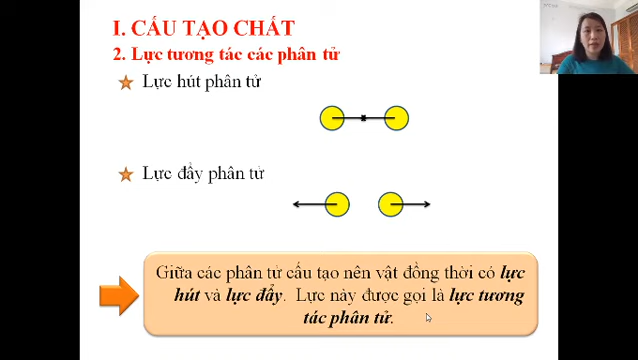 I. CẤU TẠO CHẤT
2. Lực tương tác các phân tử
Lực hút phân tử
Lực đẩy phân tử
Giữa các phân tử cấu tạo nên vật đồng thời có lực
hút và lực đẩy. Lực này được gọi là lực tương
tác phân tử.